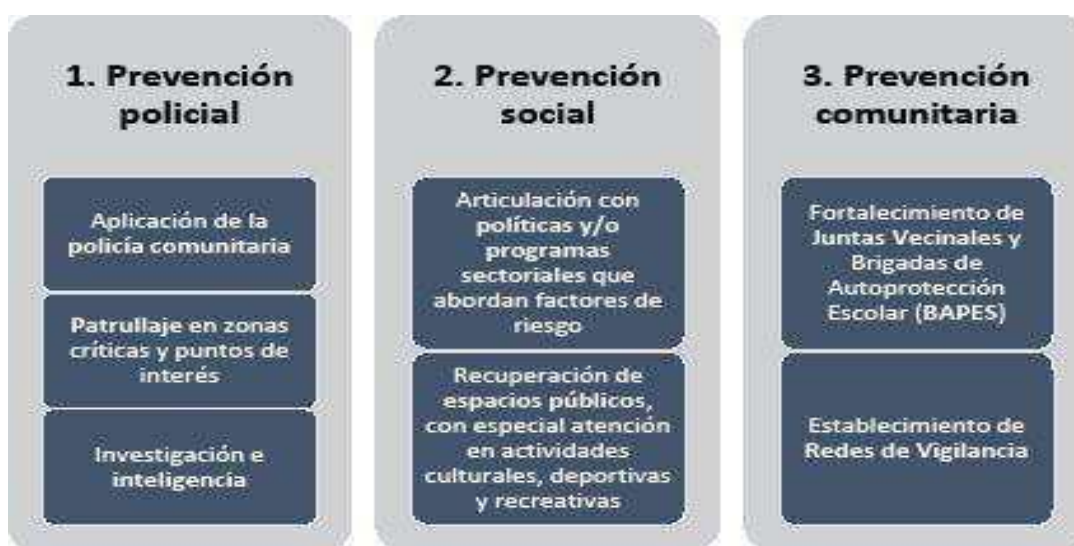 1. Prevención
policial
Aplicación de la
policía comunitaria
Patrullaje en zonas
críticas y puntos de
interés
Investigación e
inteligencia
2. Prevención
social
Articulación con
políticas y/o
programas
sectoriales que
abordan factores de
riesgo
Recuperación de
espacios públicos,
con especial atención
en actividades
culturales, deportivas
y recreativas
3. Prevención
comunitaria
Fortalecimiento de
Juntas Vecinales y
Brigadas de
Autoprotección
Escolar (BAPES)
Establecimiento de
Redes de Vigilancia